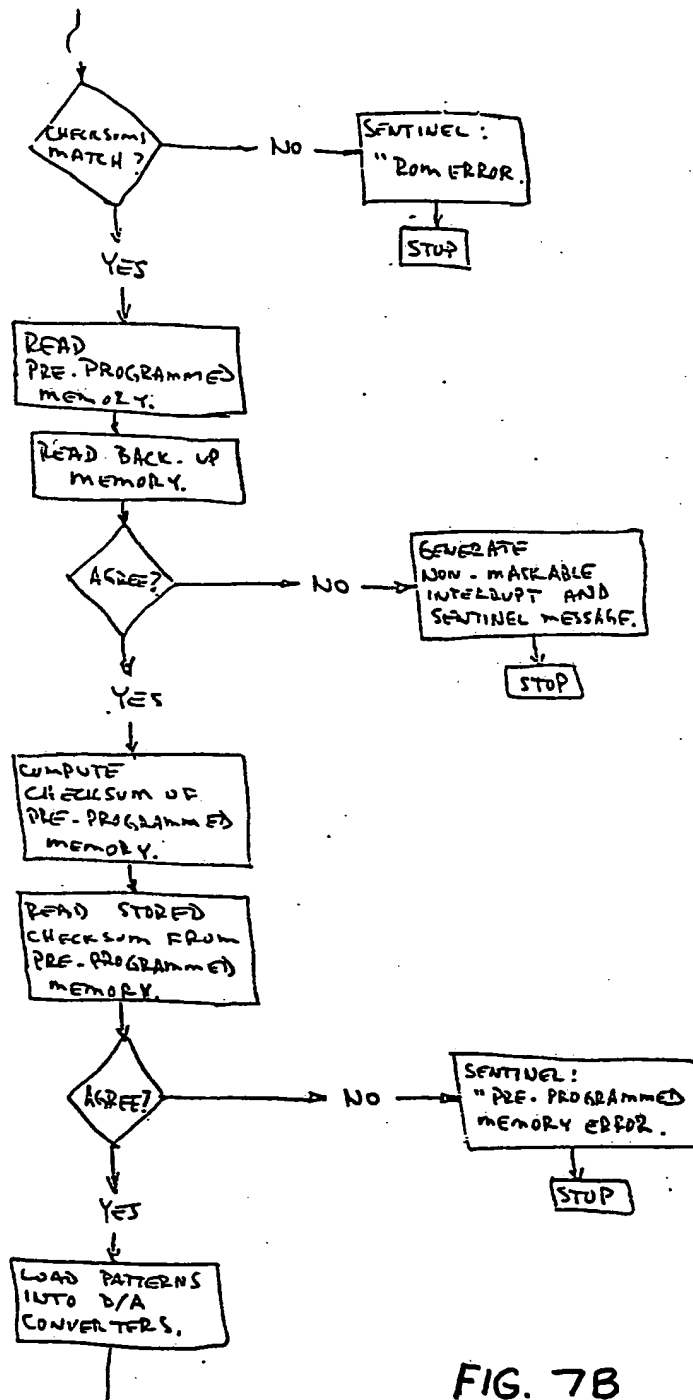 CHECKSUMS
MATCH?
NO
SENTINEL:
"ROM ERROR.
STOP
YES
READ
PRE-PROGRAMMED
MEMORY.
READ BACK-UP
MEMORY.
AGREE?
NO
GENERATE
NON-MASKABLE
INTERRUPT AND
SENTINEL MESSAGE.
STOP
YES
COMPUTE
CHECKSUM OF
PRE-PROGRAMMED
MEMORY.
READ STORED
CHECKSUM FROM
PRE-PROGRAMMED
MEMORY.
AGREE?
NO
SENTINEL:
"PRE-PROGRAMMED
MEMORY ERROR.
STOP
YES
LOAD PATTERNS
INTO D/A
CONVERTERS.
FIG. 7B